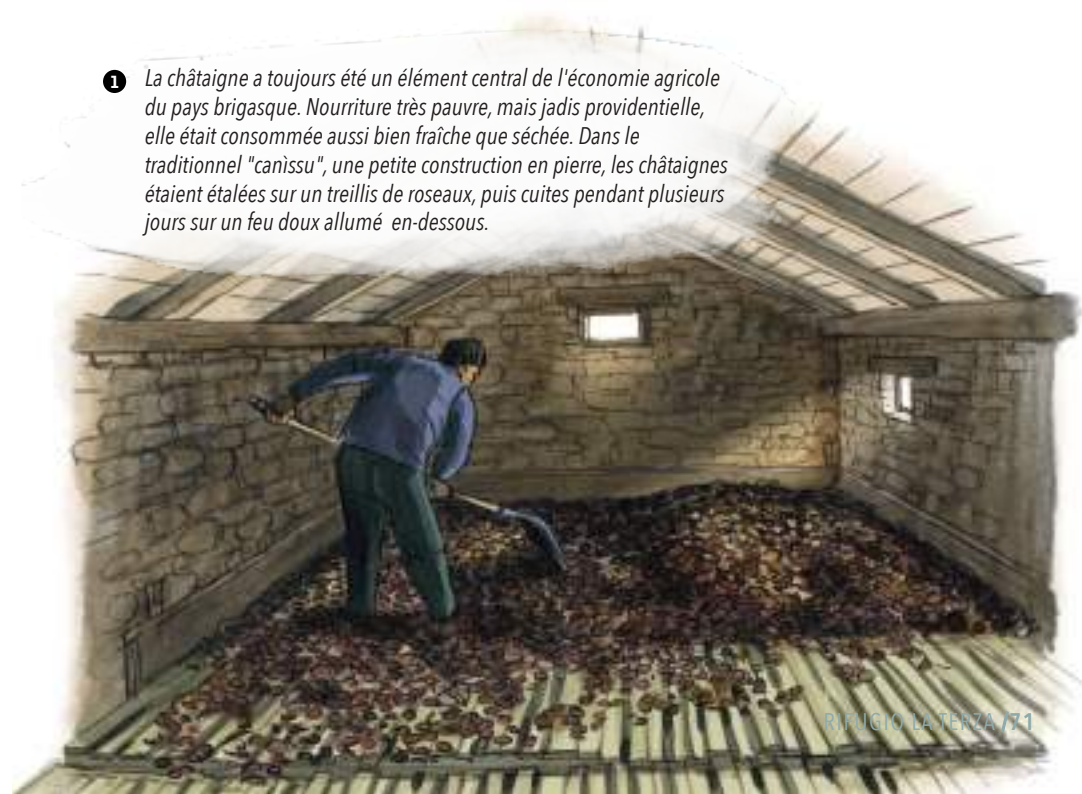 1 La châtaigne a toujours été un élément central de l'économie agricole
du pays brigasque. Nourriture très pauvre, mais jadis providentielle,
elle était consommée aussi bien fraîche que séchée. Dans le
traditionnel "canìssu", une petite construction en pierre, les châtaignes
étaient étalées sur un treillis de roseaux, puis cuites pendant plusieurs
jours sur un feu doux allumé  en-dessous.
RIFUGIO LA TERZA /71